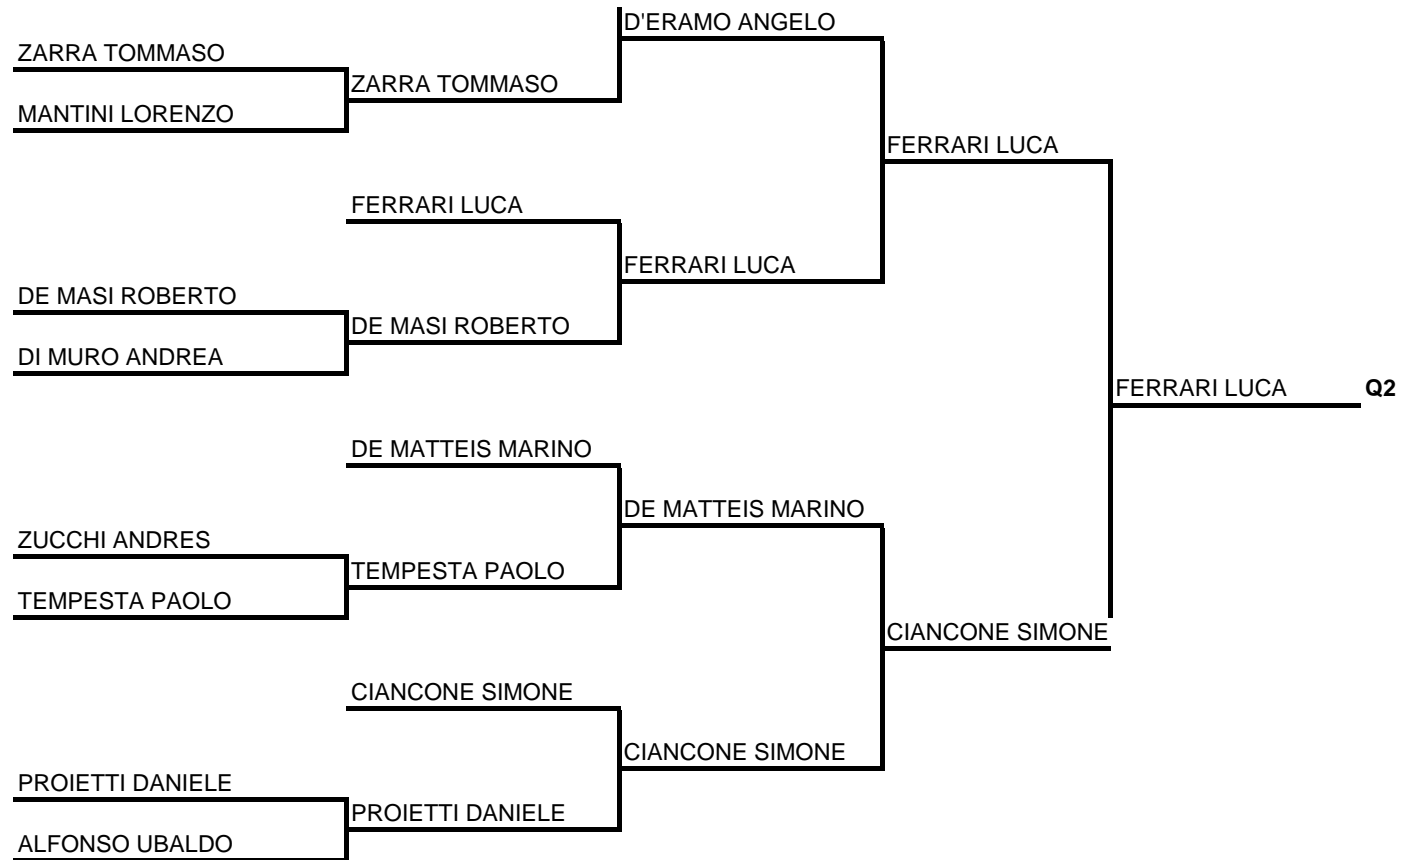 D'ERAMO ANGELO
ZARRA TOMMASO
ZARRA TOMMASO
MANTINI LORENZO
FERRARI LUCA
FERRARI LUCA
FERRARI LUCA
DE MASI ROBERTO
DE MASI ROBERTO
DI MURO ANDREA
FERRARI LUCA Q2
DE MATTEIS MARINO
DE MATTEIS MARINO
ZUCCHI ANDRES
TEMPESTA PAOLO
TEMPESTA PAOLO
CIANCONE SIMONE
CIANCONE SIMONE
CIANCONE SIMONE
PROIETTI DANIELE
PROIETTI DANIELE
ALFONSO UBALDO